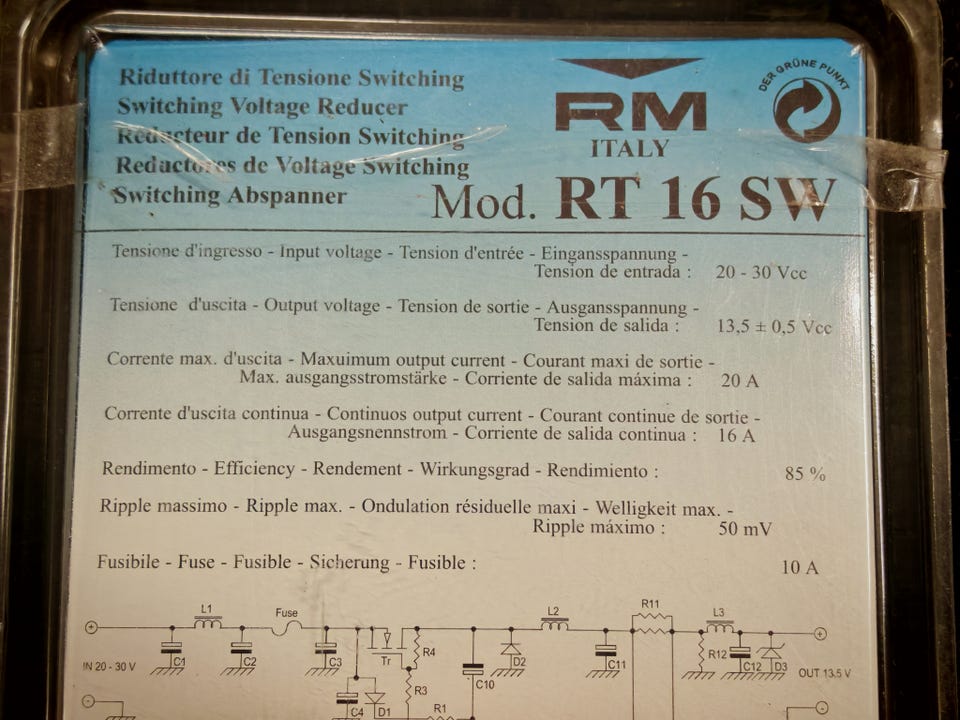 Riduttore di Tensione Switching
Switching Voltage Reducer
Reducteur de Tension Switching
Reductores de Voltage Switching
Switching Abspanner
RM
ITALY
DER GRÜNE PUNKT
Mod. RT 16 SW
Tensione d'ingresso - Input voltage - Tension d'entrée - Eingansspannung -
Tension de entrada : 20 - 30 Vcc
Tensione d'uscita - Output voltage - Tension de sortie - Ausgansspannung -
Tension de salida : 13,5 ± 0,5 Vcc
Corrente max. d'uscita - Maxuimum output current - Courant maxi de sortie -
Max. ausgangsstromstärke - Corriente de salida máxima : 20 A
Corrente d'uscita continua - Continuos output current - Courant continue de sortie -
Ausgangsnennstrom - Corriente de salida continua : 16 A
Rendimento - Efficiency - Rendement - Wirkungsgrad - Rendimiento : 85 %
Ripple massimo - Ripple max. - Ondulation résiduelle maxi - Welligkeit max. -
Ripple máximo : 50 mV
Fusibile - Fuse - Fusible - Sicherung - Fusible : 10 A
L1 Fuse L2 R11 L3
C1 C2 C3 Tr R4 D2 C11 R12 C12 D3
IN 20 - 30 V OUT 13,5 V
C10
R3
C4 D1 R1